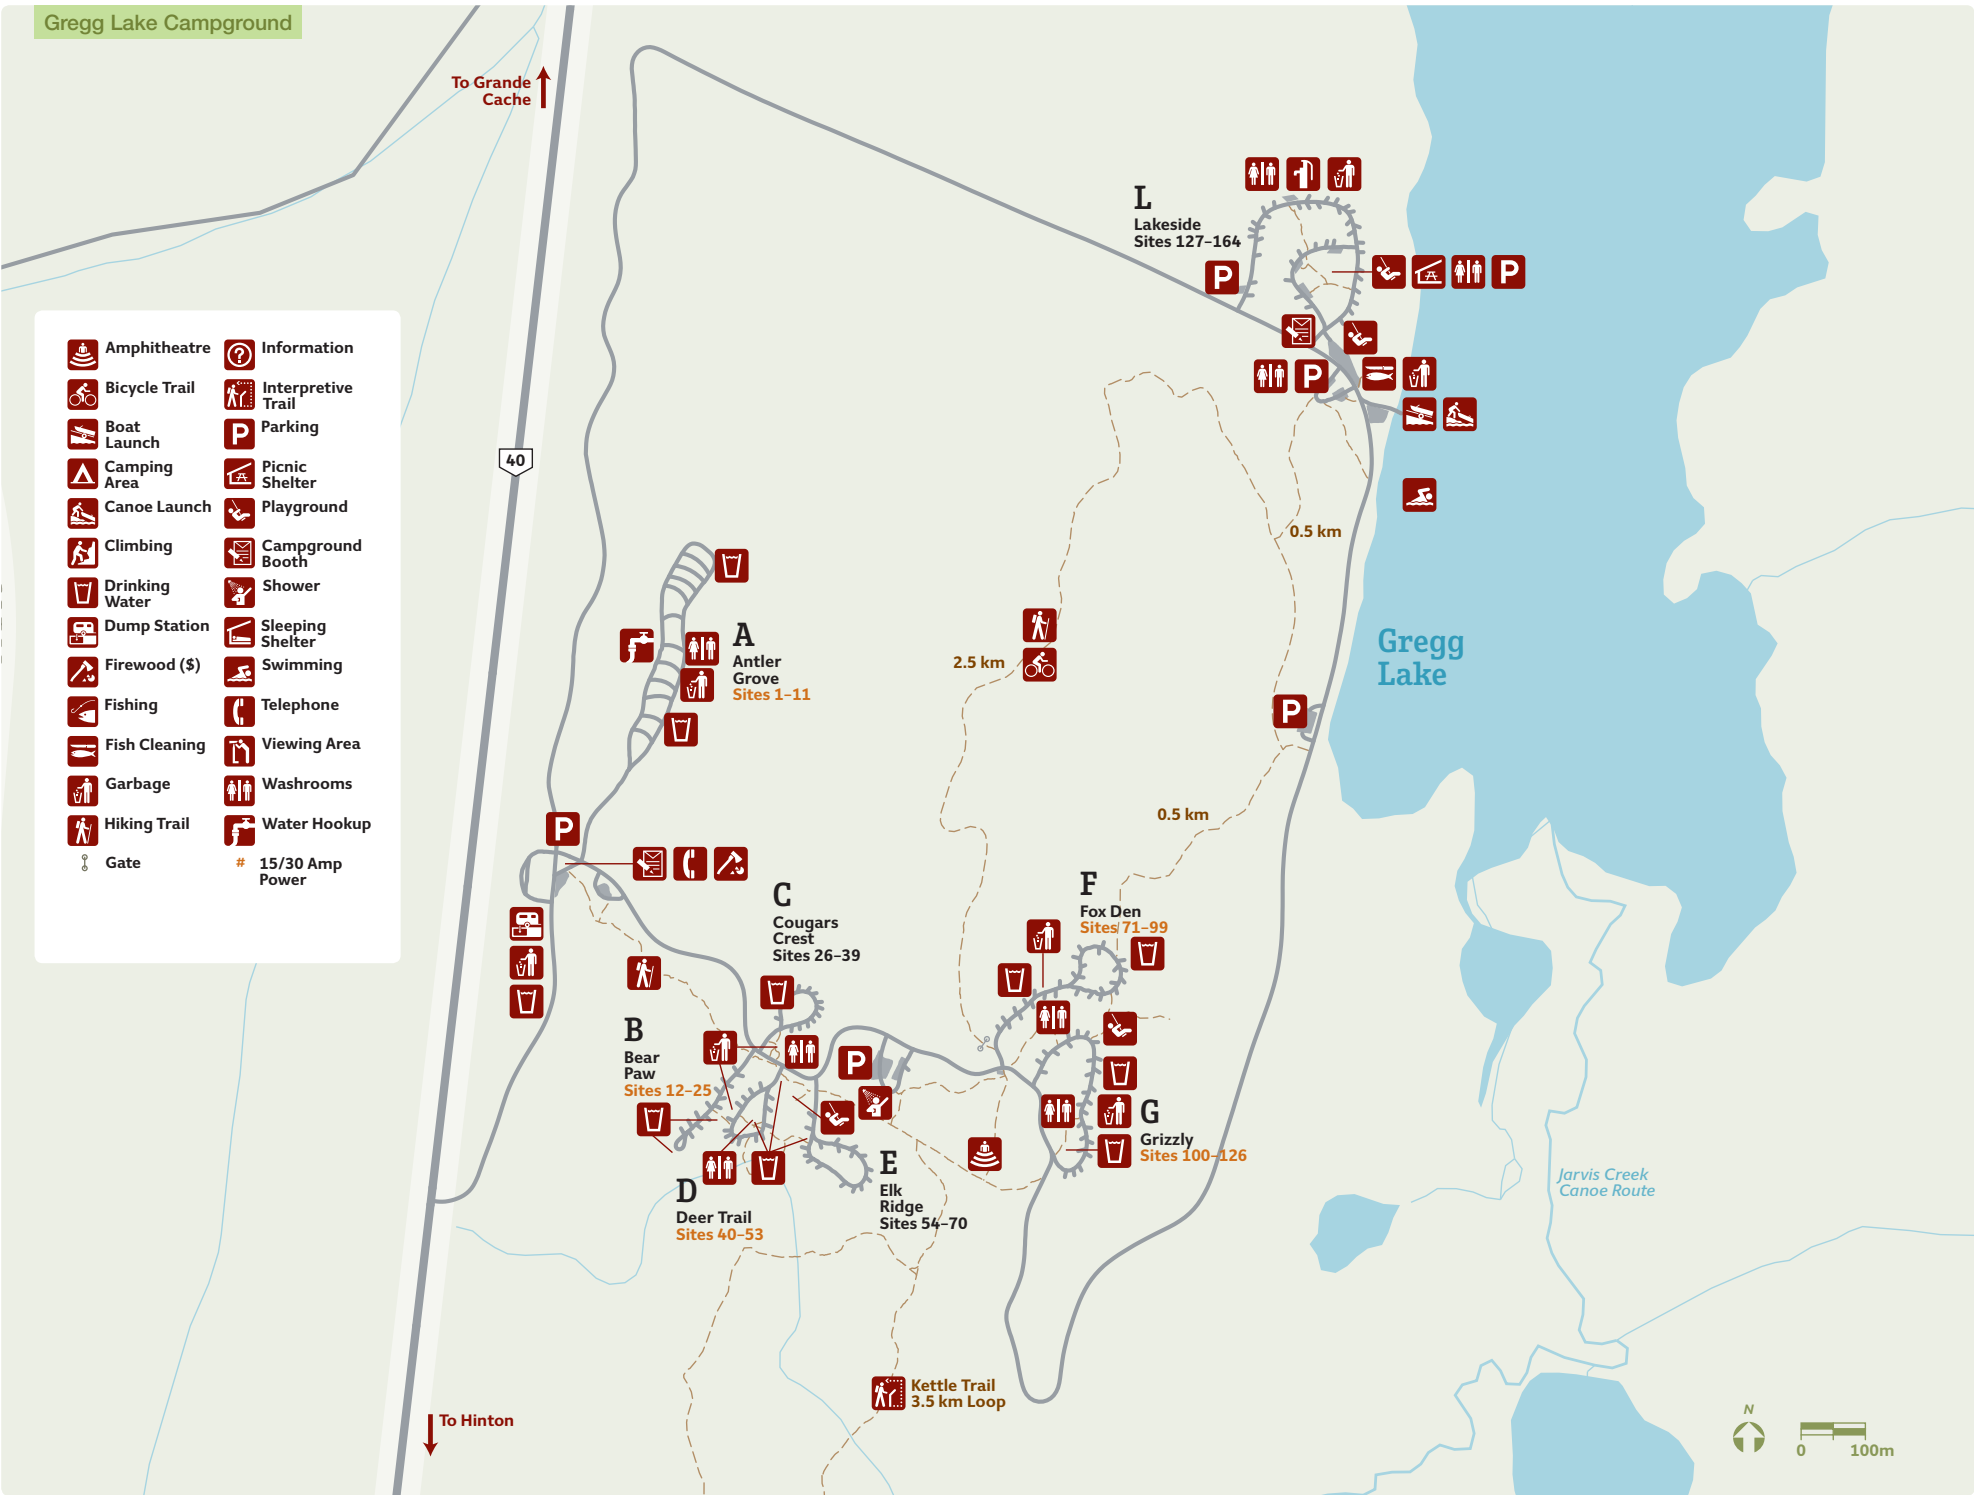 Gregg Lake Campground
To Grande
Cache
40
Amphitheatre
Bicycle Trail
Boat
Launch
Camping
Area
Canoe Launch
Climbing
Drinking
Water
Dump Station
Firewood ($)
Fishing
Fish Cleaning
Garbage
Hiking Trail
Gate
Information
Interpretive
Trail
P
Parking
Picnic
Shelter
Playground
Campground
Booth
Shower
Sleeping
Shelter
Swimming
Telephone
Viewing Area
Washrooms
Water Hookup
# 15/30 Amp
Power
L
Lakeside
Sites 127–164
P
P
P
0.5 km
A
Antler
Grove
Sites 1–11
2.5 km
Gregg
Lake
P
0.5 km
P
C
Cougars
Crest
Sites 26–39
F
Fox Den
Sites 71–99
B
Bear
Paw
Sites 12–25
P
G
Grizzly
Sites 100–126
E
Elk
Ridge
Sites 54–70
D
Deer Trail
Sites 40–53
Jarvis Creek
Canoe Route
Kettle Trail
3.5 km Loop
To Hinton
N
0 100m